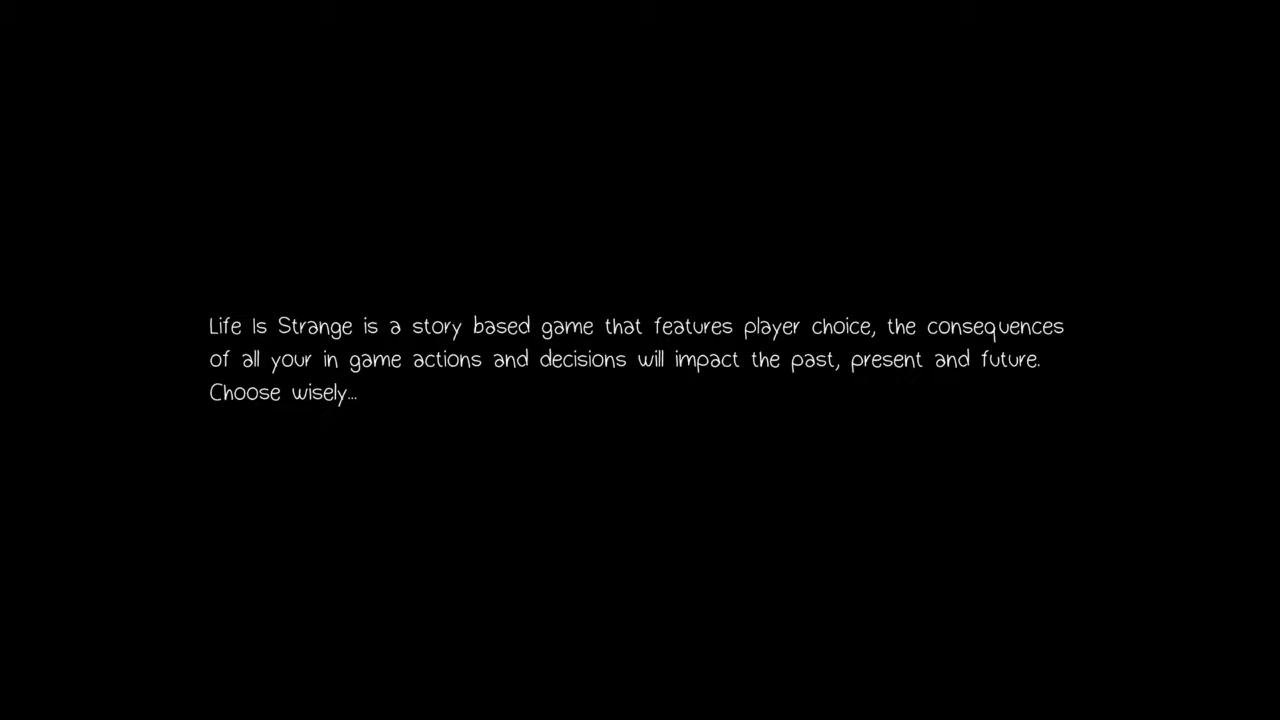 Life Is Strange is a story based game that features player choice, the consequences
of all your in game actions and decisions will impact the past, present and future.
Choose wisely...